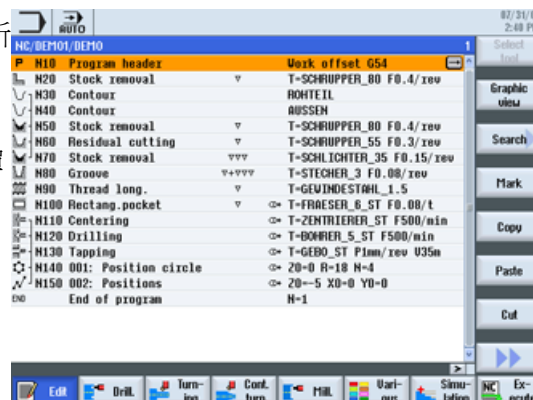 AUTO
02/31/
2:40 P
NC/DEMO1/DEMO 1
Select tool
P N10 Program header Work offset G54
N20 Stock removal ▽ T=SCHRUPPER_80 F0.4/rev
N30 Contour ROHTEIL
N40 Contour AUSSEN
N50 Stock removal ▽ T=SCHRUPPER_80 F0.4/rev
N60 Residual cutting ▽ T=SCHRUPPER_55 F0.3/rev
N70 Stock removal ▽▽▽ T=SCHLICHTER_35 F0.15/rev
N80 Groove ▽+▽▽▽ T=STECHER_3 F0.08/rev
N90 Thread long. ▽ T=GEWINDESTAHL_1.5
N100 Rectang.pocket ▽ T=FRAESER_6_ST F0.08/t
N110 Centering T=ZENTRIERER_ST F500/min
N120 Drilling T=BOHRER_5_ST F500/min
N130 Tapping T=GEBO_ST P1mm/rev V35m
N140 001: Position circle Z0=0 R=18 N=4
N150 002: Positions Z0=-5 X0=0 Y0=0
END End of program N=1
Graphic view
Search
Mark
Copy
Paste
Cut
Edit
Drill.
Turn-
ing
Cont.
turn.
Mill.
Vari-
ous
Simu-
lation
NC Ex-
ecute